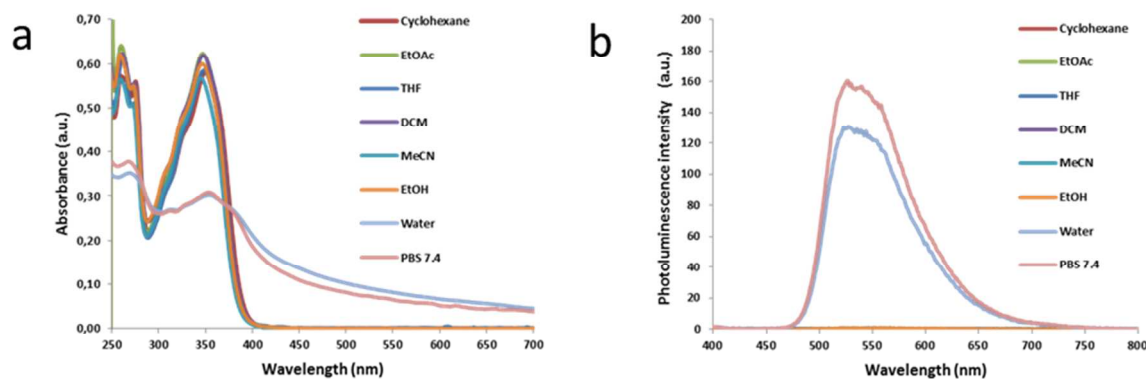 a
Absorbance (a.u.)
0,70
0,60
0,50
0,40
0,30
0,20
0,10
0,00
250 300 350 400 450 500 550 600 650 700
Wavelength (nm)
Cyclohexane
EtOAc
THF
DCM
MeCN
EtOH
Water
PBS 7.4
b
Photoluminescence intensity (a.u.)
200
180
160
140
120
100
80
60
40
20
0
400 450 500 550 600 650 700 750 800
Wavelength (nm)
Cyclohexane
EtOAc
THF
DCM
MeCN
EtOH
Water
PBS 7.4